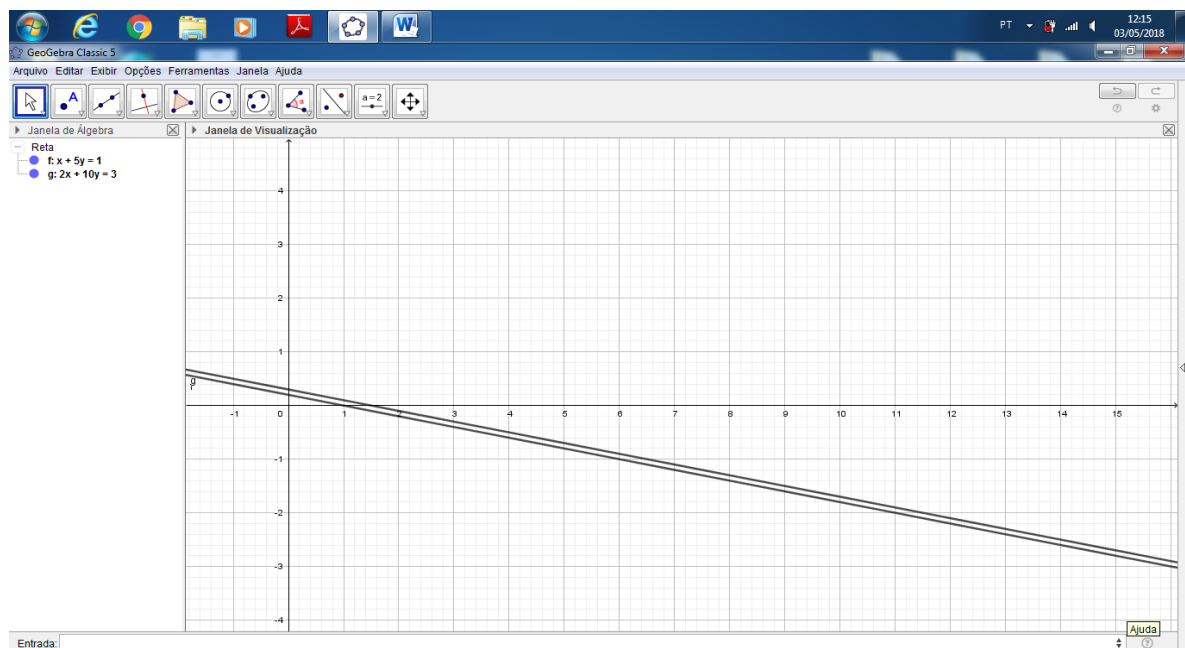 PT 12:15
03/05/2018
GeoGebra Classic 5
Arquivo Editar Exibir Opções Ferramentas Janela Ajuda
A α a=2
Janela de Álgebra
Janela de Visualização
Reta
f: x + 5y = 1
g: 2x + 10y = 3
4
3
2
1
g
f
-1 0 1 2 3 4 5 6 7 8 9 10 11 12 13 14 15
-1
-2
-3
-4
Ajuda
Entrada: